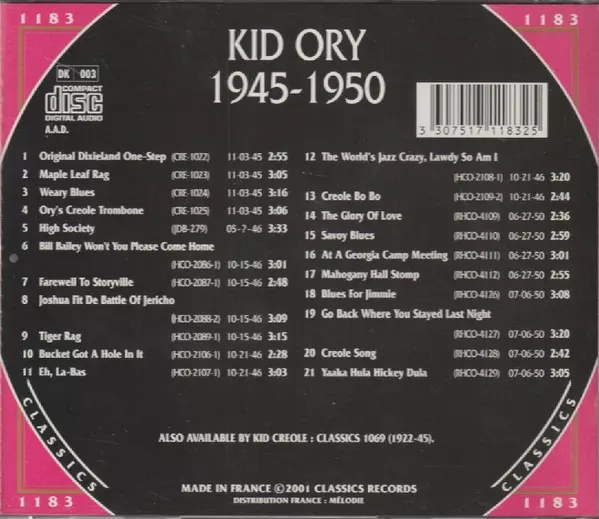 1183
1183
KID ORY
1945-1950
DK 003
COMPACT
disc
DIGITAL AUDIO
A.A.D.
3 307517 118325
1 Original Dixieland One-Step (CRE-1022) 11-03-45 2:55
2 Maple Leaf Rag (CRE-1023) 11-03-45 3:05
3 Weary Blues (CRE-1024) 11-03-45 3:16
4 Ory's Creole Trombone (CRE-1025) 11-03-45 3:06
5 High Society (JDB-279) 05-?-46 3:33
6 Bill Bailey Won't You Please Come Home
(HCO-2086-1) 10-15-46 3:01
7 Farewell To Storyville (HCO-2087-1) 10-15-46 2:48
8 Joshua Fit De Battle Of Jericho
(HCO-2088-2) 10-15-46 3:09
9 Tiger Rag (HCO-2089-1) 10-15-46 3:15
10 Bucket Got A Hole In It (HCO-2106-1) 10-21-46 2:28
11 Eh, La-Bas (HCO-2107-1) 10-21-46 3:03
12 The World's Jazz Crazy, Lawdy So Am I
(HCO-2108-1) 10-21-46 3:20
13 Creole Bo Bo (HCO-2109-2) 10-21-46 2:44
14 The Glory Of Love (RHCO-4109) 06-27-50 2:36
15 Savoy Blues (RHCO-4110) 06-27-50 2:59
16 At A Georgia Camp Meeting (RHCO-4111) 06-27-50 3:01
17 Mahogany Hall Stomp (RHCO-4112) 06-27-50 2:55
18 Blues For Jimmie (RHCO-4126) 07-06-50 3:08
19 Go Back Where You Stayed Last Night
(RHCO-4127) 07-06-50 3:20
20 Creole Song (RHCO-4128) 07-06-50 2:42
21 Yaaka Hula Hickey Dula (RHCO-4129) 07-06-50 3:05
ALSO AVAILABLE BY KID CREOLE : CLASSICS 1069 (1922-45).
CLASSICS
CLASSICS
MADE IN FRANCE ©2001 CLASSICS RECORDS
DISTRIBUTION FRANCE : MÉLODIE
1183
1183